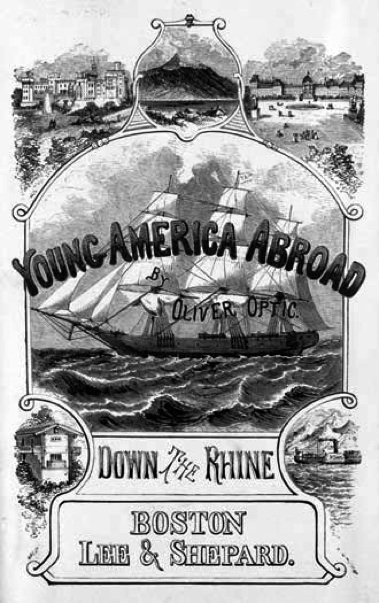 YOUNG AMERICA ABROAD
BY
OLIVER OPTIC.
DOWN THE RHINE
BOSTON
LEE & SHEPARD.